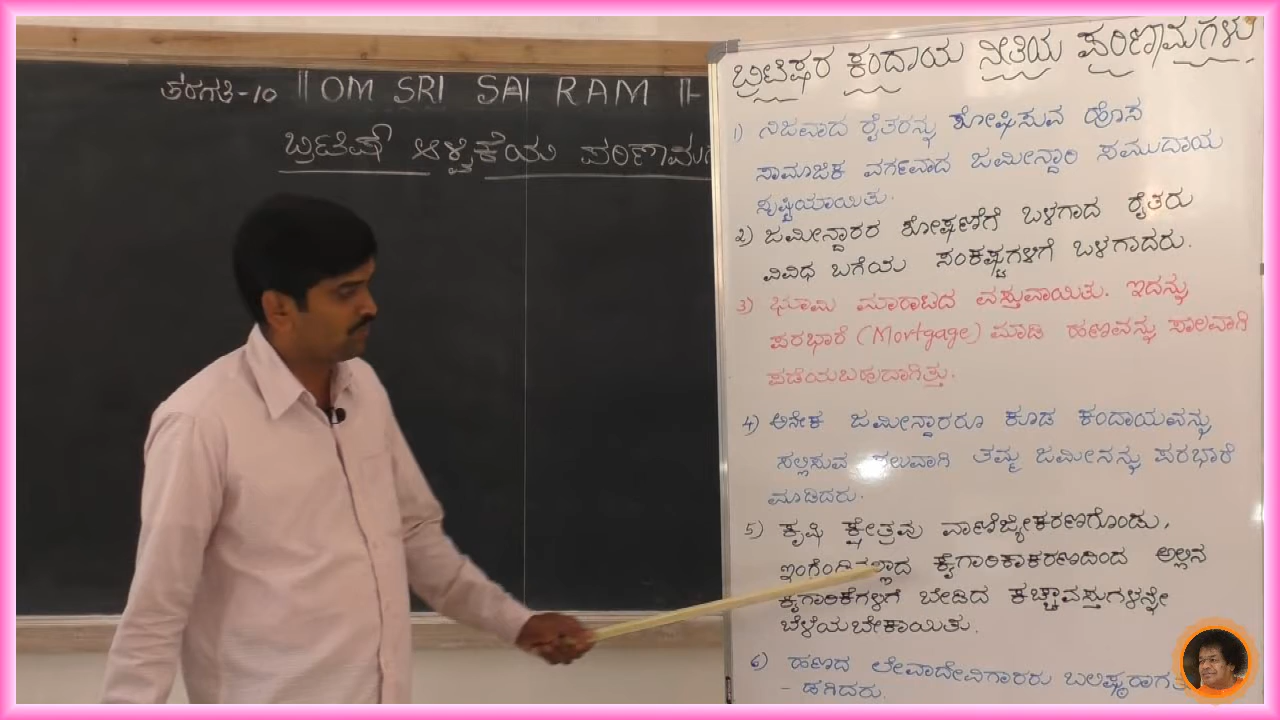 ತರಗತಿ-10 || OM SRI SAI RAM ||-
ಬ್ರಿಟಿಷ್ ಆಳ್ವಿಕೆಯ ಪರಿಣಾಮಗ
ಬ್ರಿಟಿಷರ ಕಂದಾಯ ನೀತಿಯ ಪರಿಣಾಮಗಳು
1) ನಿಜವಾದ ರೈತರನ್ನು ಶೋಷಿಸುವ ಹೊಸ
ಸಾಮಾಜಿಕ ವರ್ಗವಾದ ಜಮೀನ್ದಾರಿ ಸಮುದಾಯ
ಸೃಷ್ಟಿಯಾಯಿತು.
2) ಜಮೀನ್ದಾರರ ಶೋಷಣೆಗೆ ಒಳಗಾದ ರೈತರು
ವಿವಿಧ ಬಗೆಯ ಸಂಕಷ್ಟಗಳಿಗೆ ಒಳಗಾದರು.
3) ಭೂಮಿ ಮಾರಾಟದ ವಸ್ತುವಾಯಿತು. ಇದನ್ನು
ಪರಭಾರೆ (Mortgage) ಮಾಡಿ ಹಣವನ್ನು ಸಾಲವಾಗಿ
ಪಡೆಯಬಹುದಾಗಿತ್ತು.
4) ಅನೇಕ ಜಮೀನ್ದಾರರೂ ಕೂಡ ಕಂದಾಯವನ್ನು
ಸಲ್ಲಿಸುವ ಸಲುವಾಗಿ ತಮ್ಮ ಜಮೀನನ್ನು ಪರಭಾರೆ
ಮಾಡಿದರು.
5) ಕೃಷಿ ಕ್ಷೇತ್ರವು ವಾಣಿಜ್ಯೀಕರಣಗೊಂಡು,
ಕೈಗಾರಿಕಾಕರಣದಿಂದ ಅಲ್ಲಿನ
ಕೈಗಾರಿಕೆಗಳಿಗೆ ಬೇಡಿದ ಕಚ್ಚಾವಸ್ತುಗಳನ್ನೇ
ಬೆಳೆಯಬೇಕಾಯಿತು.
6) ಹಣದ ಲೇವಾದೇವಿಗಾರರು
- ಡಗಿದರು.